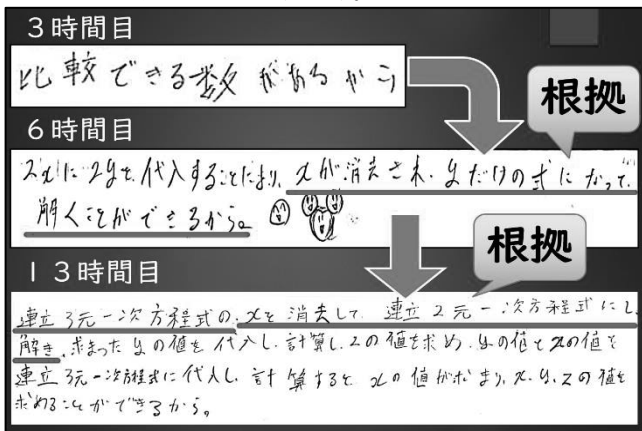 3時間目
比較できる数があるから
根拠
6時間目
2xに2yを代入することにより、xが消去され、yだけの式になって、
解くことができるから。
根拠
13時間目
連立3元一次方程式の、xを消去して、連立2元一次方程式にし、
解き、求まったyの値を代入し、計算し、zの値を求め、yの値とzの値を
連立3元一次方程式に代入し、計算するとxの値が求まり、x、y、zの値を
求めることができるから。